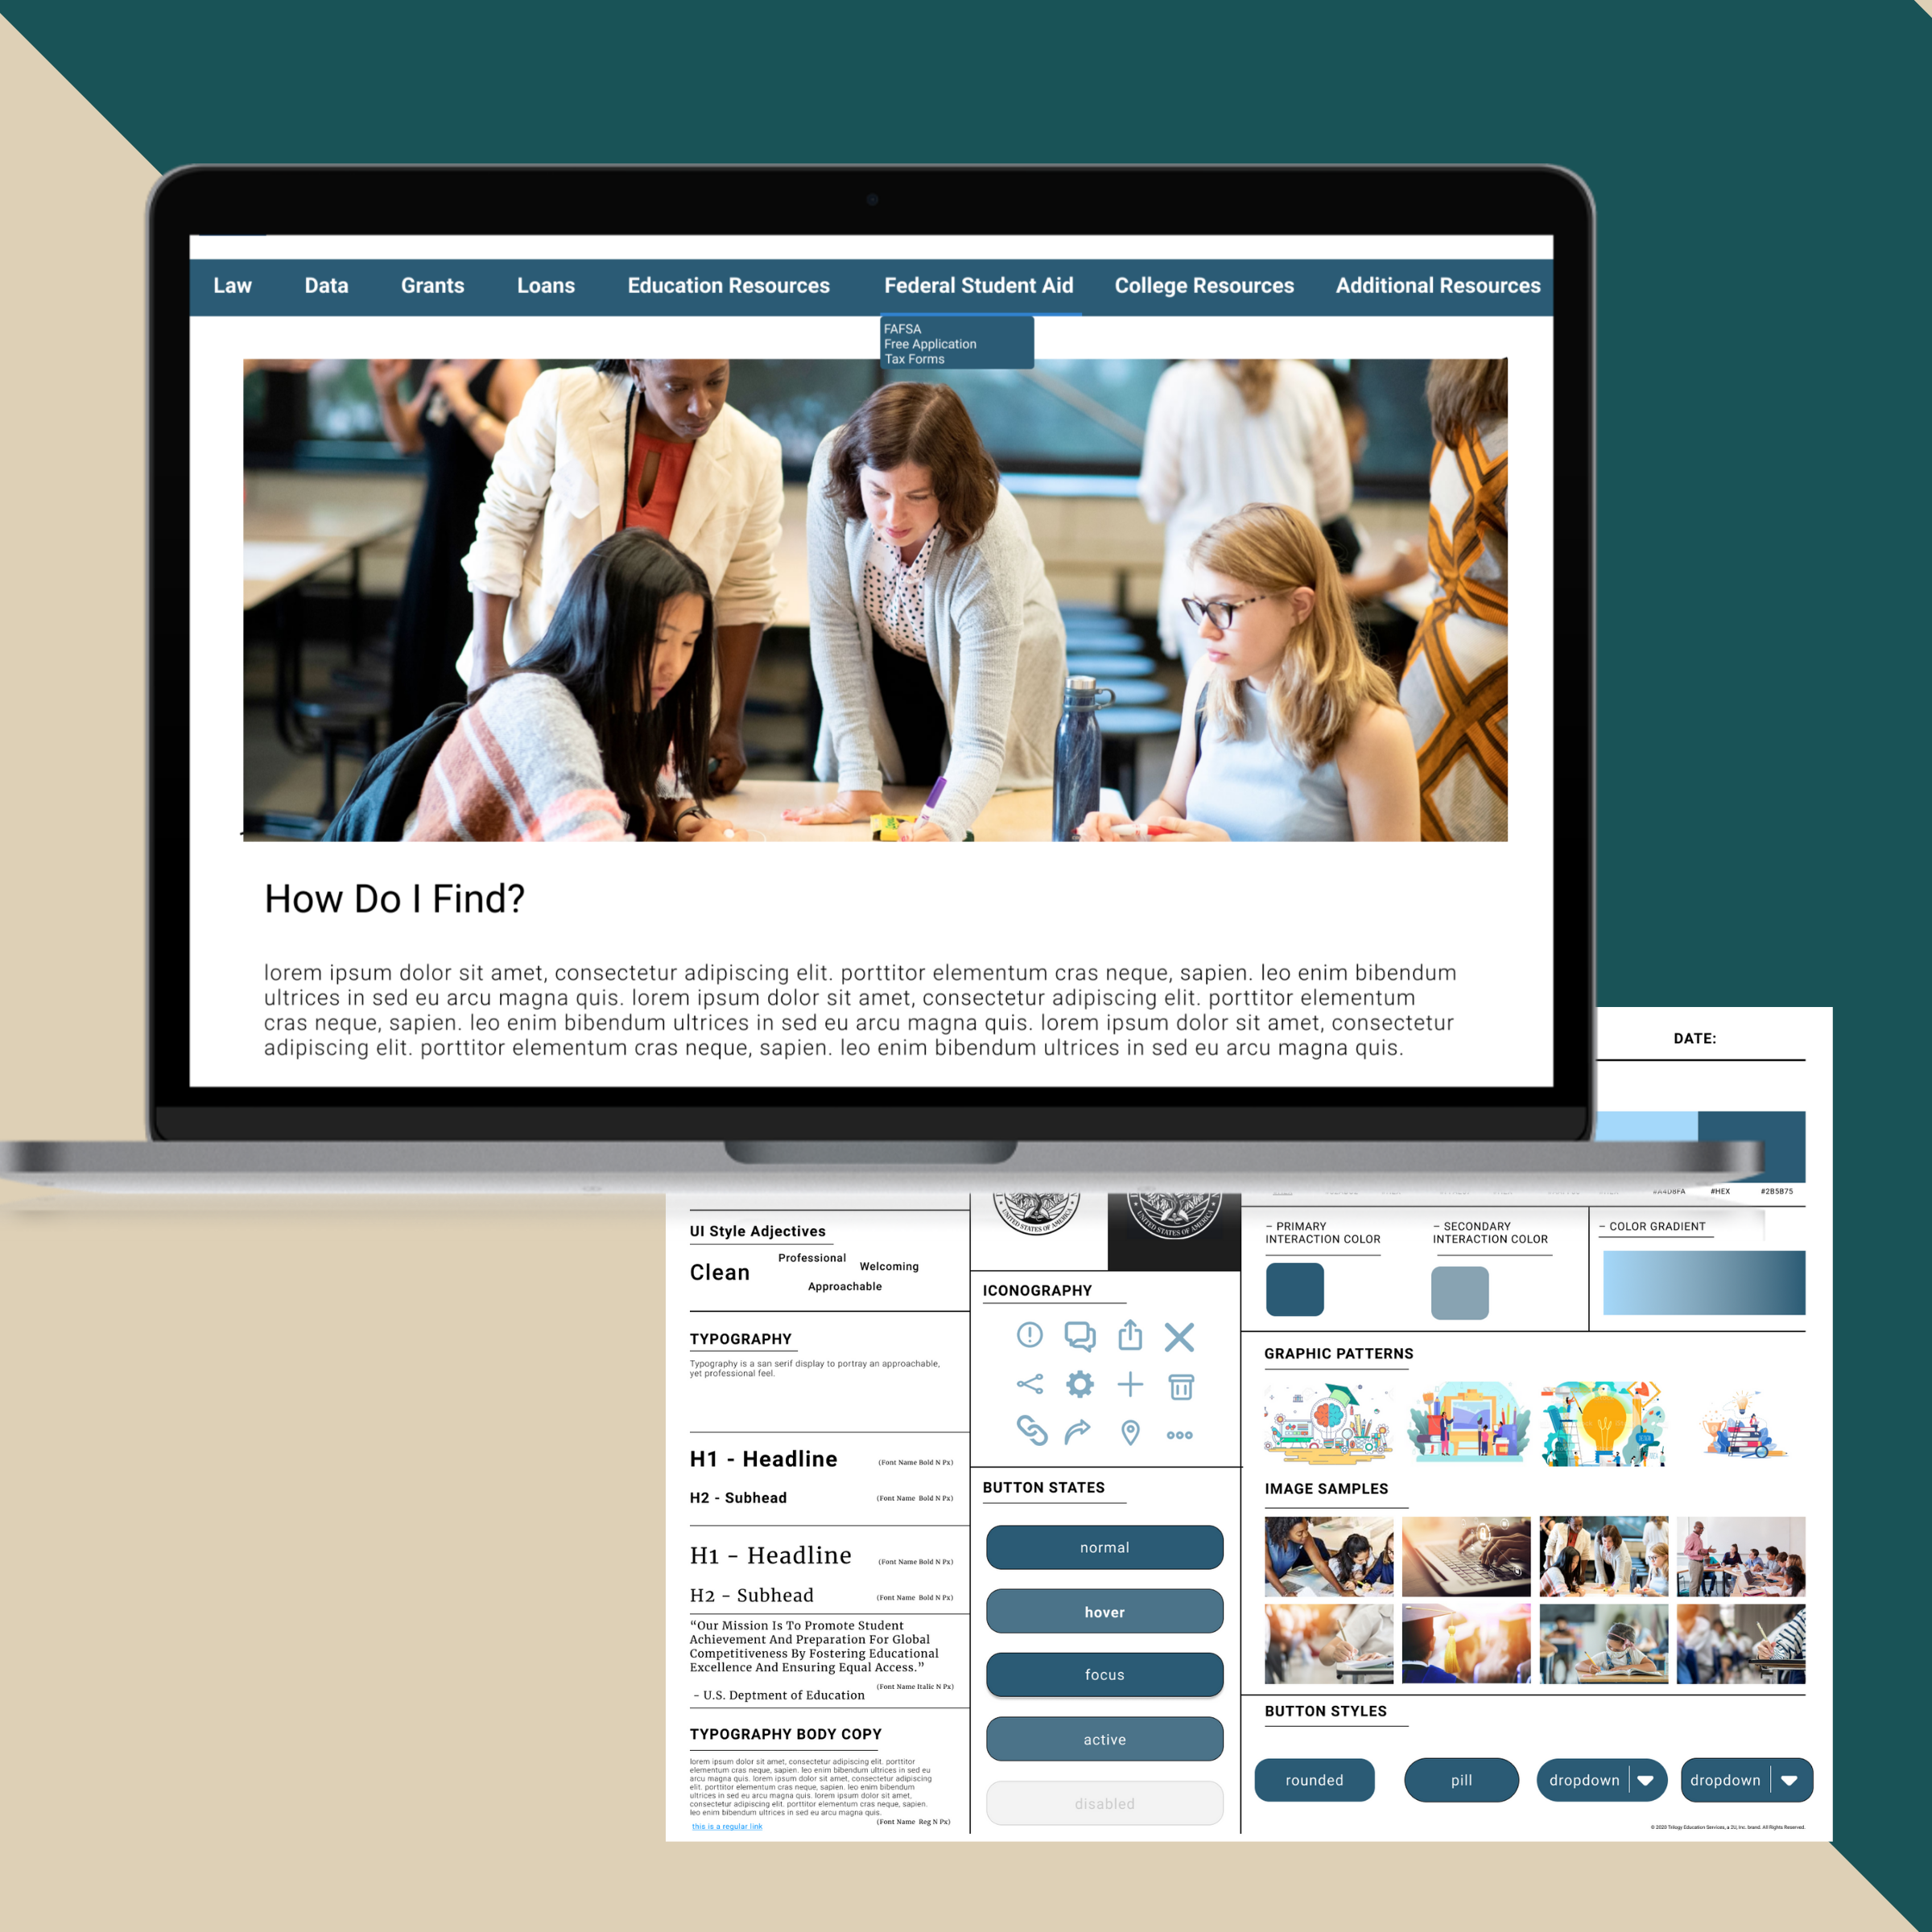 Law Data Grants Loans Education Resources Federal Student Aid College Resources Additional Resources
FAFSA
Free Application
Tax Forms
How Do I Find?
lorem ipsum dolor sit amet, consectetur adipiscing elit. porttitor elementum cras neque, sapien. leo enim bibendum
ultrices in sed eu arcu magna quis. lorem ipsum dolor sit amet, consectetur adipiscing elit. porttitor elementum
cras neque, sapien. leo enim bibendum ultrices in sed eu arcu magna quis. lorem ipsum dolor sit amet, consectetur
adipiscing elit. porttitor elementum cras neque, sapien. leo enim bibendum ultrices in sed eu arcu magna quis.
DATE:
#A4D8FA #HEX #2B5B75
UI Style Adjectives
Clean
Professional
Welcoming
Approachable
TYPOGRAPHY
Typography is a san serif display to portray an approachable,
yet professional feel.
H1 - Headline (Font Name Bold N Px)
H2 - Subhead (Font Name Bold N Px)
H1 - Headline (Font Name Bold N Px)
H2 - Subhead (Font Name Bold N Px)
“Our Mission Is To Promote Student
Achievement And Preparation For Global
Competitiveness By Fostering Educational
Excellence And Ensuring Equal Access.”
(Font Name Italic N Px)
- U.S. Deptment of Education
TYPOGRAPHY BODY COPY
lorem ipsum dolor sit amet, consectetur adipiscing elit. porttitor
elementum cras neque, sapien. leo enim bibendum ultrices in sed eu
arcu magna quis. lorem ipsum dolor sit amet, consectetur adipiscing
elit. porttitor elementum cras neque, sapien. leo enim bibendum
ultrices in sed eu arcu magna quis. lorem ipsum dolor sit amet,
consectetur adipiscing elit. porttitor elementum cras neque, sapien.
leo enim bibendum ultrices in sed eu arcu magna quis.
(Font Name Reg N Px)
this is a regular link
UNITED STATES OF AMERICA
UNITED STATES OF AMERICA
ICONOGRAPHY
BUTTON STATES
normal
hover
focus
active
disabled
– PRIMARY
INTERACTION COLOR
– SECONDARY
INTERACTION COLOR
– COLOR GRADIENT
GRAPHIC PATTERNS
IMAGE SAMPLES
BUTTON STYLES
rounded
pill
dropdown
dropdown
© 2020 Trilogy Education Services, a 2U, Inc. brand. All Rights Reserved.